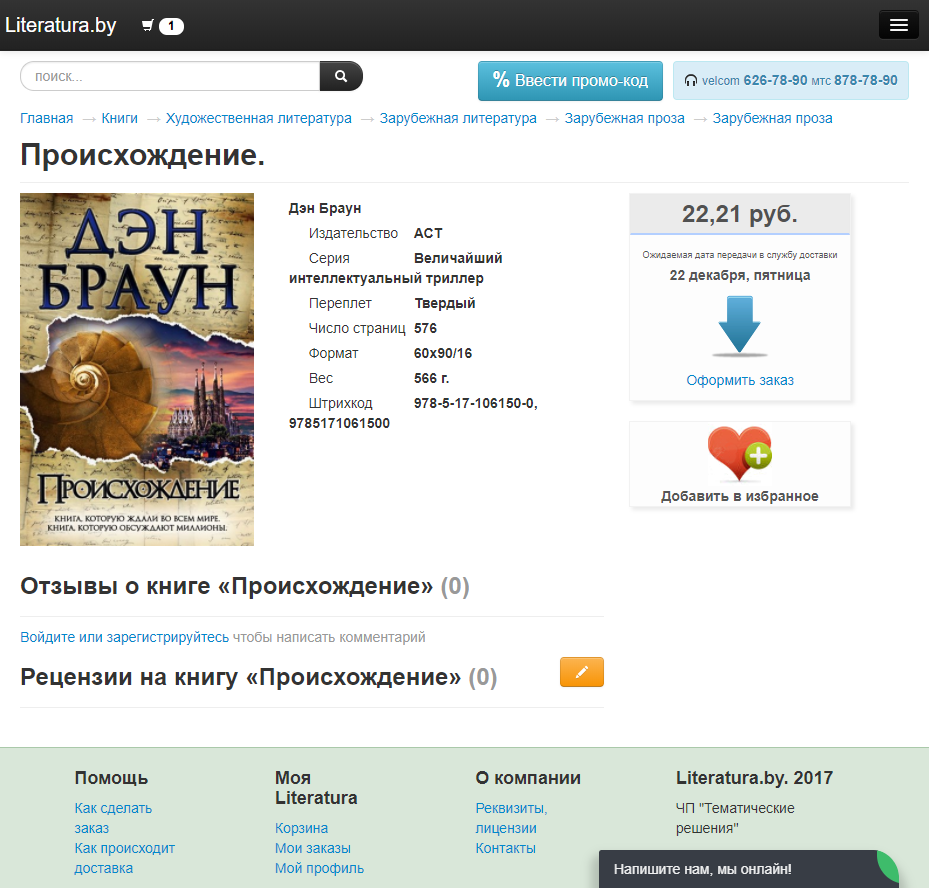 Literatura.by 1
поиск...
% Ввести промо-код
velcom 626-78-90 мтс 878-78-90
Главная → Книги → Художественная литература → Зарубежная литература → Зарубежная проза → Зарубежная проза
Происхождение.
ДЭН
БРАУН
ПРОИСХОЖДЕНИЕ
КНИГА, КОТОРУЮ ЖДАЛИ ВО ВСЕМ МИРЕ.
КНИГА, КОТОРУЮ ОБСУЖДАЮТ МИЛЛИОНЫ.
Дэн Браун
Издательство АСТ
Серия Величайший
интеллектуальный триллер
Переплет Твердый
Число страниц 576
Формат 60x90/16
Вес 566 г.
Штрихкод 978-5-17-106150-0,
9785171061500
22,21 руб.
Ожидаемая дата передачи в службу доставки
22 декабря, пятница
Оформить заказ
Добавить в избранное
Отзывы о книге «Происхождение» (0)
Войдите или зарегистрируйтесь чтобы написать комментарий
Рецензии на книгу «Происхождение» (0)
Помощь
Как сделать
заказ
Как происходит
доставка
Моя
Literatura
Корзина
Мои заказы
Мой профиль
О компании
Реквизиты,
лицензии
Контакты
Literatura.by. 2017
ЧП "Тематические
решения"
Напишите нам, мы онлайн!